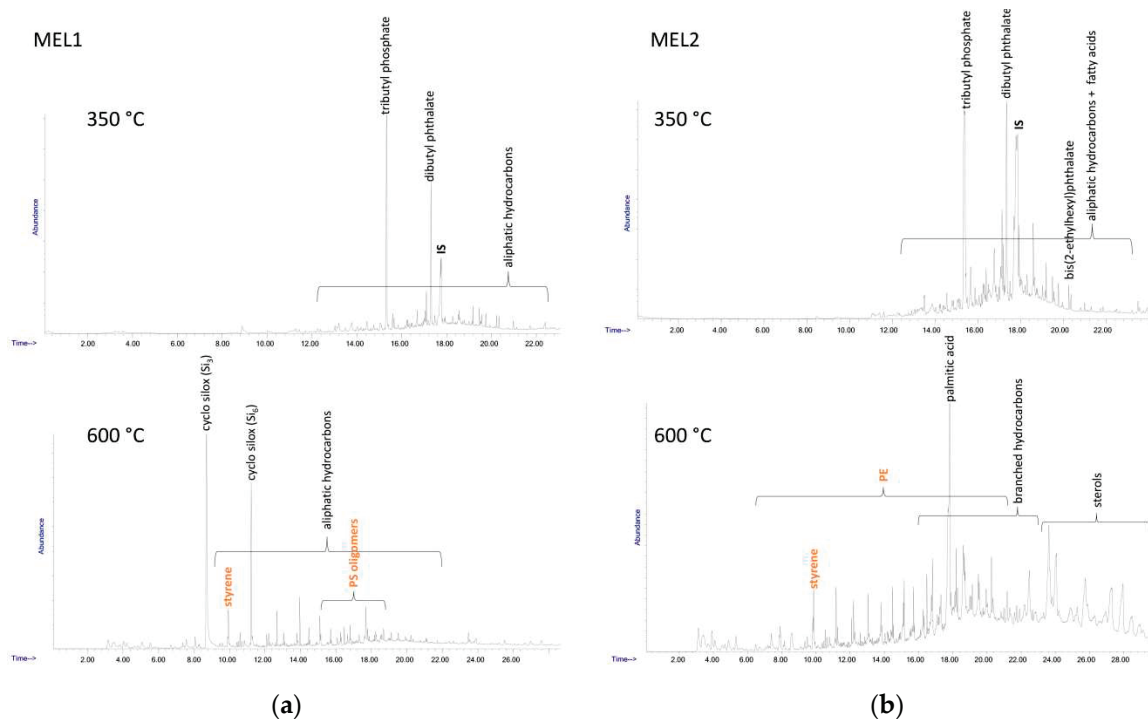 MEL1
350 °C
tributyl phosphate
dibutyl phthalate
IS
aliphatic hydrocarbons
Abundance
Time-->
2.00 4.00 6.00 8.00 10.00 12.00 14.00 16.00 18.00 20.00 22.00
600 °C
cyclo silox (Si3)
styrene
cyclo silox (Si6)
aliphatic hydrocarbons
PS oligomers
Abundance
Time-->
2.00 4.00 6.00 8.00 10.00 12.00 14.00 16.00 18.00 20.00 22.00 24.00 26.00
(a)
MEL2
350 °C
tributyl phosphate
dibutyl phthalate
IS
bis(2-ethylhexyl)phthalate
aliphatic hydrocarbons + fatty acids
Abundance
Time-->
2.00 4.00 6.00 8.00 10.00 12.00 14.00 16.00 18.00 20.00 22.00
600 °C
styrene
PE
palmitic acid
branched hydrocarbons
sterols
Abundance
Time-->
2.00 4.00 6.00 8.00 10.00 12.00 14.00 16.00 18.00 20.00 22.00 24.00 26.00 28.00
(b)